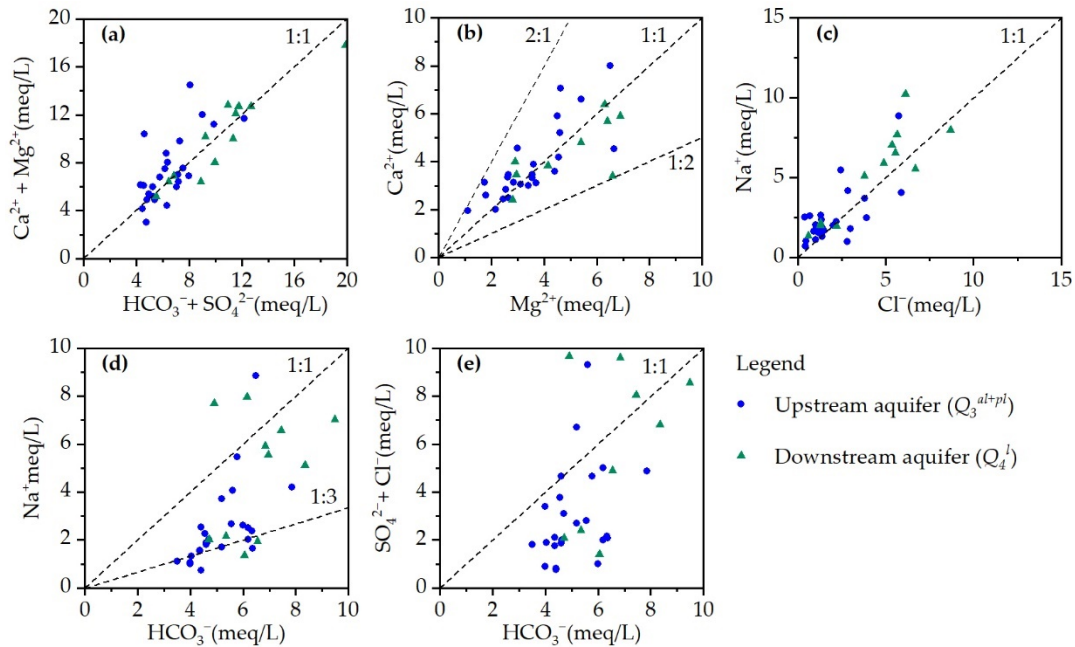 (a)
1:1
Ca²⁺ + Mg²⁺(meq/L)
20
16
12
8
4
0
0 4 8 12 16 20
HCO₃⁻+ SO₄²⁻(meq/L)
(b)
2:1
1:1
1:2
Ca²⁺(meq/L)
10
8
6
4
2
0
0 2 4 6 8 10
Mg²⁺(meq/L)
(c)
1:1
Na⁺(meq/L)
15
10
5
0
0 5 10 15
Cl⁻(meq/L)
(d)
1:1
1:3
Na⁺meq/L)
10
8
6
4
2
0
0 2 4 6 8 10
HCO₃⁻(meq/L)
(e)
1:1
SO₄²⁻+ Cl⁻(meq/L)
10
8
6
4
2
0
0 2 4 6 8 10
HCO₃⁻(meq/L)
Legend
Upstream aquifer (Q₃ᵃˡ⁺ᵖˡ)
Downstream aquifer (Q₄ˡ)